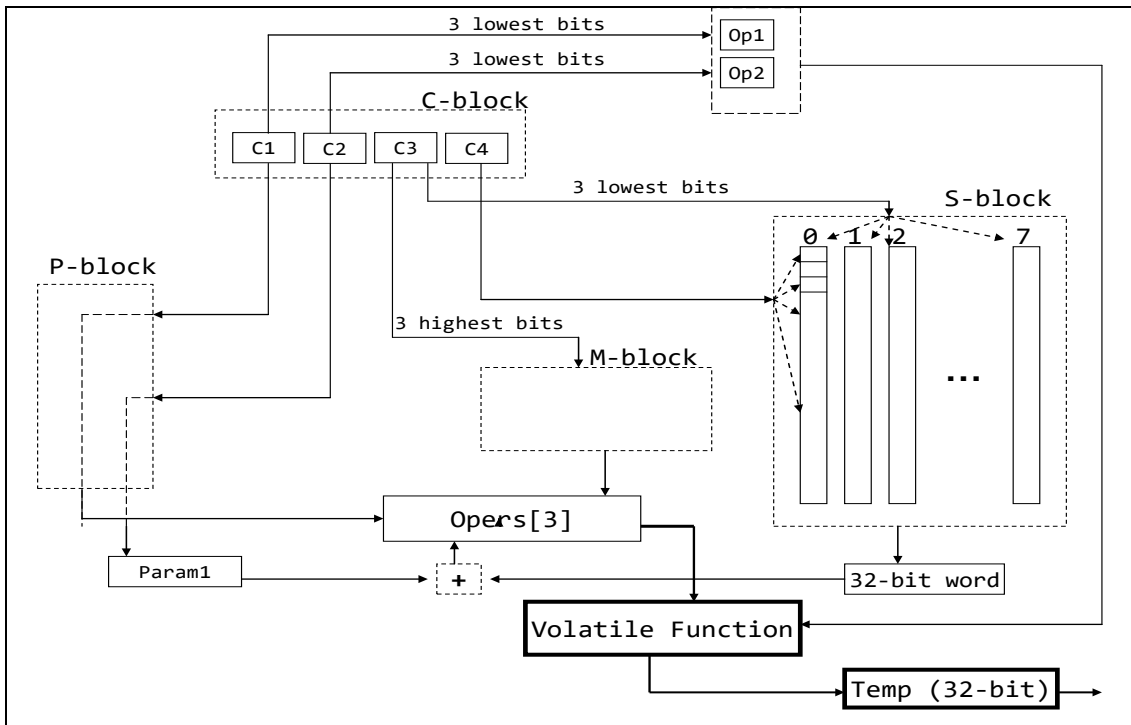 3 lowest bits
Op1
3 lowest bits
Op2
C-block
C1
C2
C3
C4
3 lowest bits
S-block
0 1 2 7
P-block
3 highest bits
M-block
...
Opers[3]
Param1
+
32-bit word
Volatile Function
Temp (32-bit)